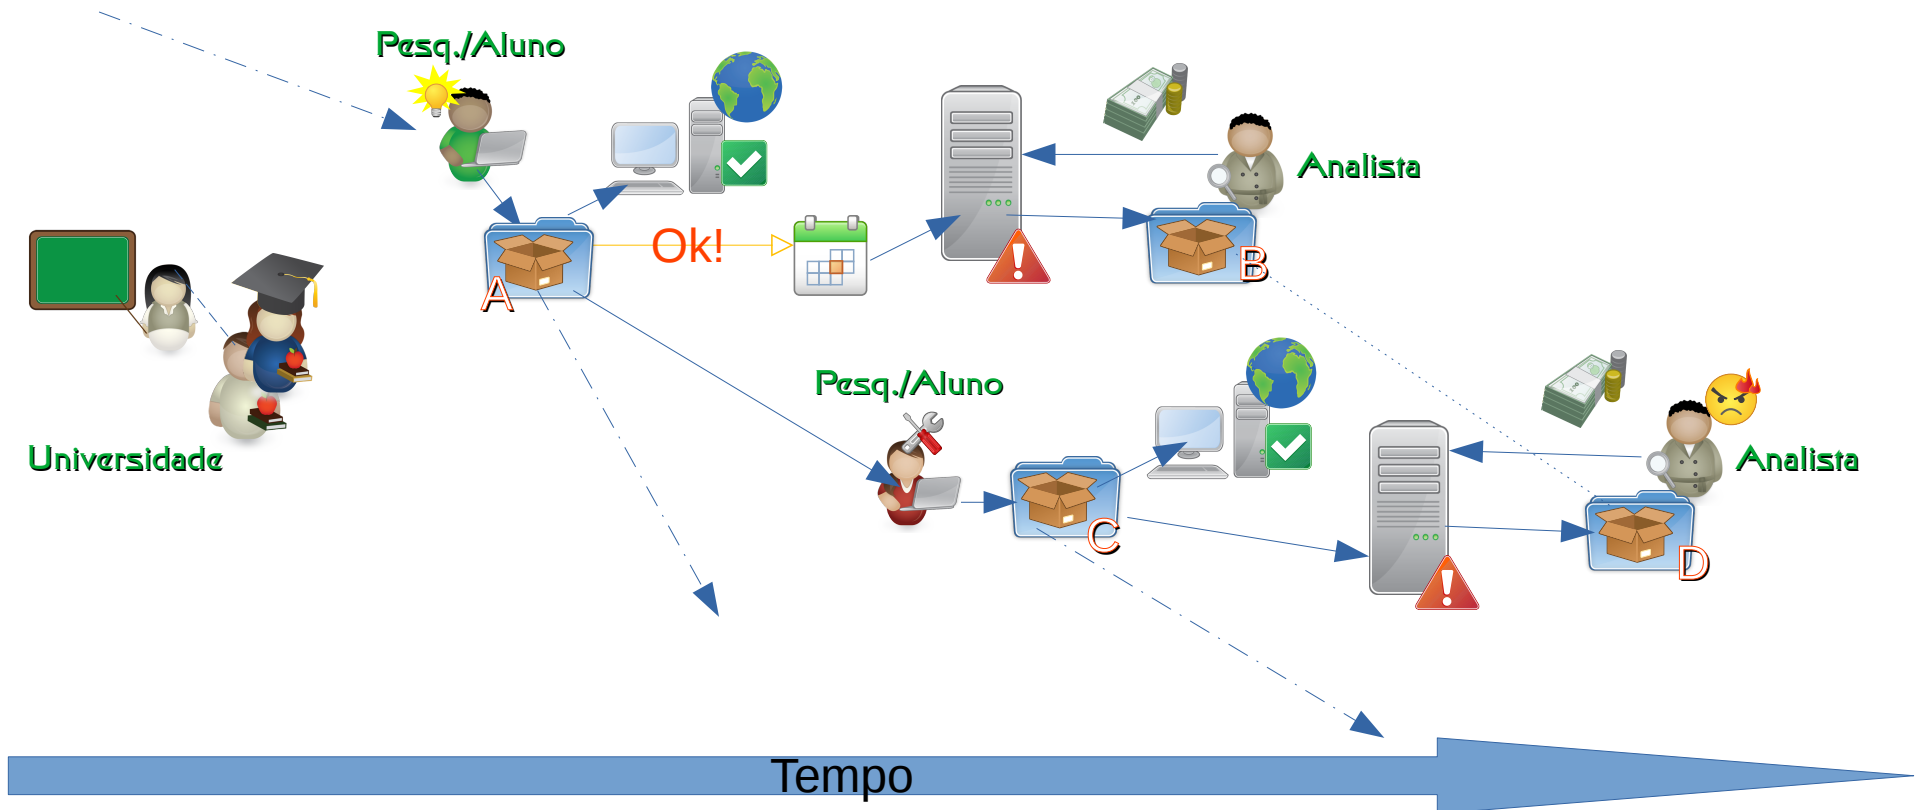 Pesq./Aluno
Analista
Ok!
A
B
Universidade
Pesq./Aluno
Analista
C
D
Tempo